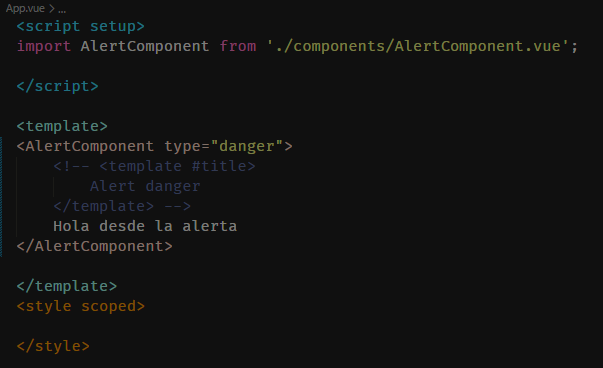 App.vue > ...
<script setup>
import AlertComponent from './components/AlertComponent.vue';
</script>
<template>
<AlertComponent type="danger">
<!-- <template #title>
Alert danger
</template> -->
Hola desde la alerta
</AlertComponent>
</template>
<style scoped>
</style>